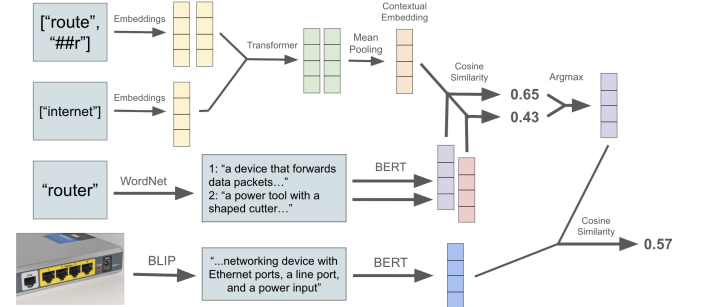 ["route",
"##r"]
Embeddings
Transformer
Mean
Pooling
Contextual
Embedding
["internet"]
Embeddings
Cosine
Similarity
0.65
0.43
Argmax
"router"
WordNet
1: "a device that forwards
data packets…"
2: "a power tool with a
shaped cutter…"
BERT
BLIP
"...networking device with
Ethernet ports, a line port,
and a power input"
BERT
Cosine
Similarity
0.57